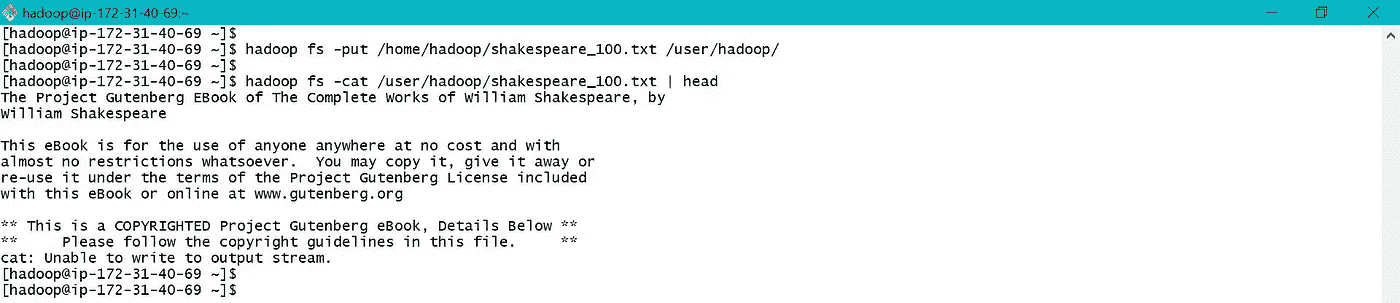 hadoop@ip-172-31-40-69:~
[hadoop@ip-172-31-40-69 ~]$
[hadoop@ip-172-31-40-69 ~]$ hadoop fs -put /home/hadoop/shakespeare_100.txt /user/hadoop/
[hadoop@ip-172-31-40-69 ~]$
[hadoop@ip-172-31-40-69 ~]$ hadoop fs -cat /user/hadoop/shakespeare_100.txt | head
The Project Gutenberg EBook of The Complete Works of William Shakespeare, by
William Shakespeare

This eBook is for the use of anyone anywhere at no cost and with
almost no restrictions whatsoever.  You may copy it, give it away or
re-use it under the terms of the Project Gutenberg License included
with this eBook or online at www.gutenberg.org

** This is a COPYRIGHTED Project Gutenberg eBook, Details Below **
**     Please follow the copyright guidelines in this file.     **
cat: Unable to write to output stream.
[hadoop@ip-172-31-40-69 ~]$
[hadoop@ip-172-31-40-69 ~]$